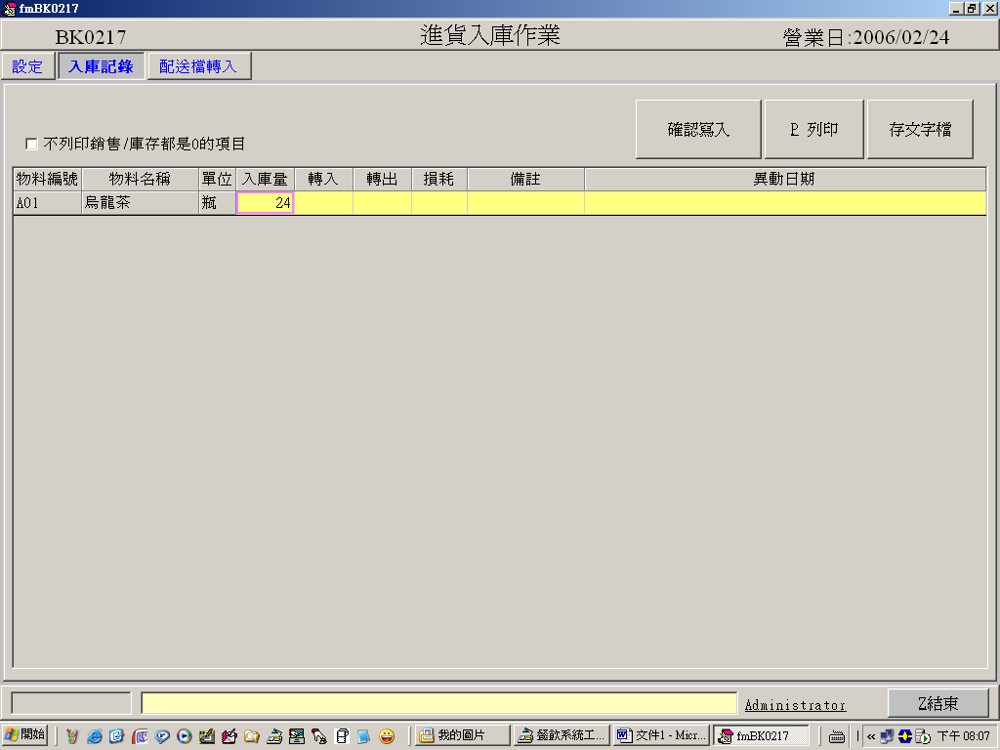 fmBK0217
BK0217 進貨入庫作業 營業日:2006/02/24
設定 入庫記錄 配送檔轉入
確認寫入 P 列印 存文字檔
不列印銷售/庫存都是0的項目
物料編號 物料名稱 單位 入庫量 轉入 轉出 損耗 備註 異動日期
A01 烏龍茶 瓶 24
Administrator Z結束
開始 我的圖片 餐飲系統工... 文件1 - Micr... fmBK0217 « 下午 08:07